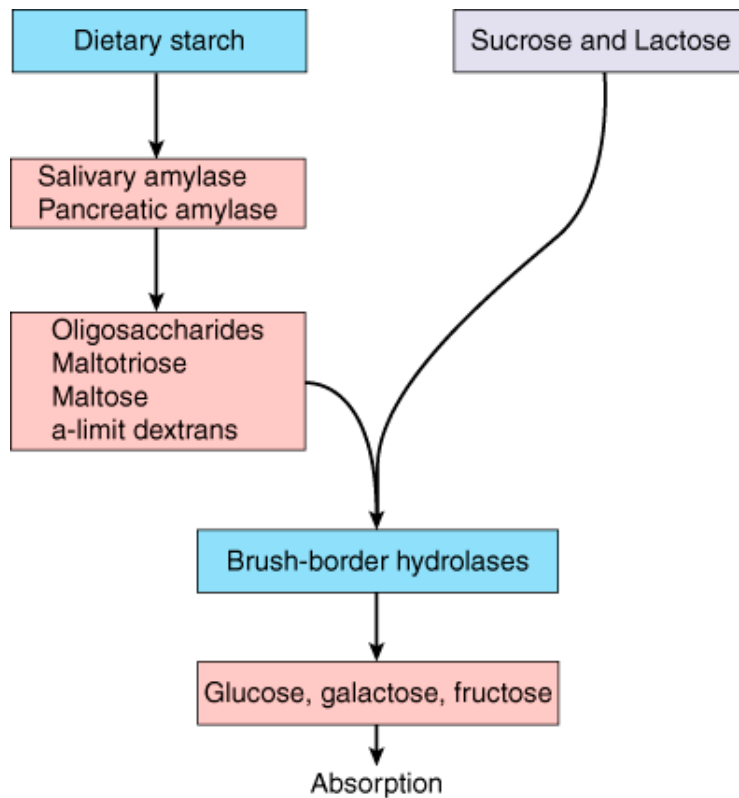 Dietary starch
Sucrose and Lactose
Salivary amylase
Pancreatic amylase
Oligosaccharides
Maltotriose
Maltose
a-limit dextrans
Brush-border hydrolases
Glucose, galactose, fructose
Absorption